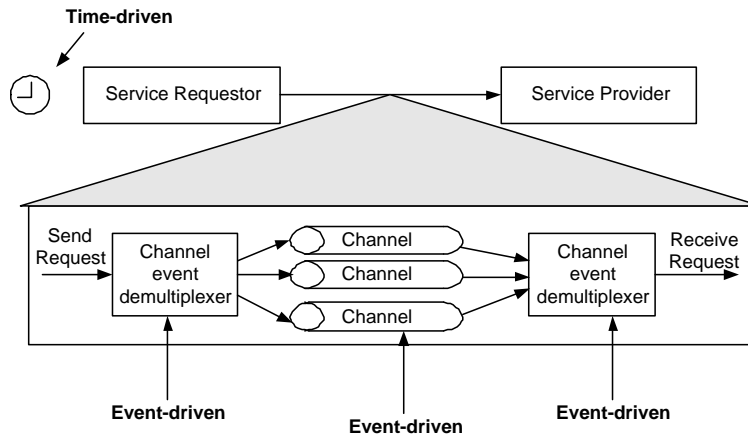 Time-driven
Service Requestor
Service Provider
Send
Request
Channel
event
demultiplexer
Channel
Channel
Channel
Channel
event
demultiplexer
Receive
Request
Event-driven
Event-driven
Event-driven